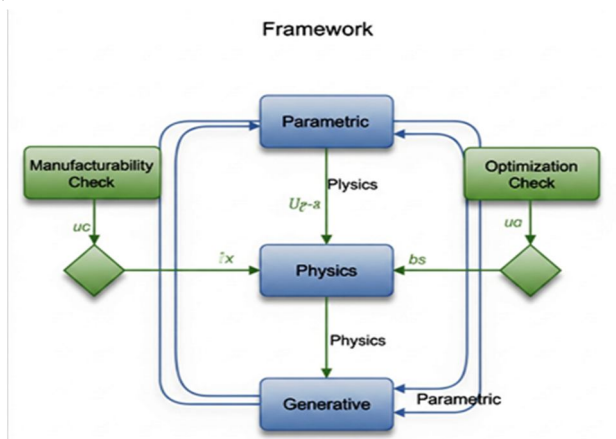 Framework
Parametric
Manufacturability
Check
Optimization
Check
Plysics
uc
ua
Physics
bs
Physics
Generative
Parametric